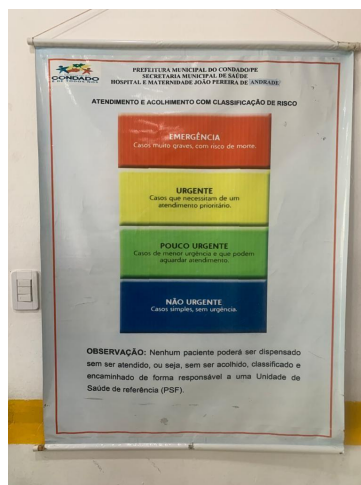 CONDADO
PREFEITURA MUNICIPAL DO CONDADO/PE
SECRETARIA MUNICIPAL DE SAÚDE
HOSPITAL E MATERNIDADE JOÃO PEREIRA DE ANDRADE
ATENDIMENTO E ACOLHIMENTO COM CLASSIFICAÇÃO DE RISCO
EMERGÊNCIA
Casos muito graves, com risco de morte.
URGENTE
Casos que necessitam de um
atendimento prioritário.
POUCO URGENTE
Casos de menor urgência e que podem
aguardar atendimento.
NÃO URGENTE
Casos simples, sem urgência.
OBSERVAÇÃO: Nenhum paciente poderá ser dispensado
sem ser atendido, ou seja, sem ser acolhido, classificado e
encaminhado de forma responsável a uma Unidade de
Saúde de referência (PSF).